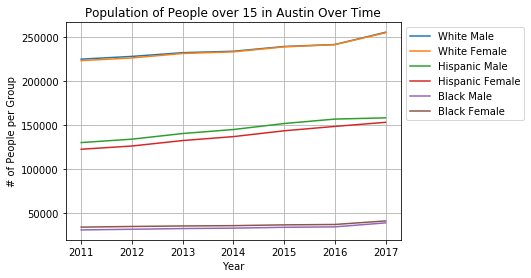 Population of People over 15 in Austin Over Time
# of People per Group
250000
200000
150000
100000
50000
2011 2012 2013 2014 2015 2016 2017
Year
White Male
White Female
Hispanic Male
Hispanic Female
Black Male
Black Female